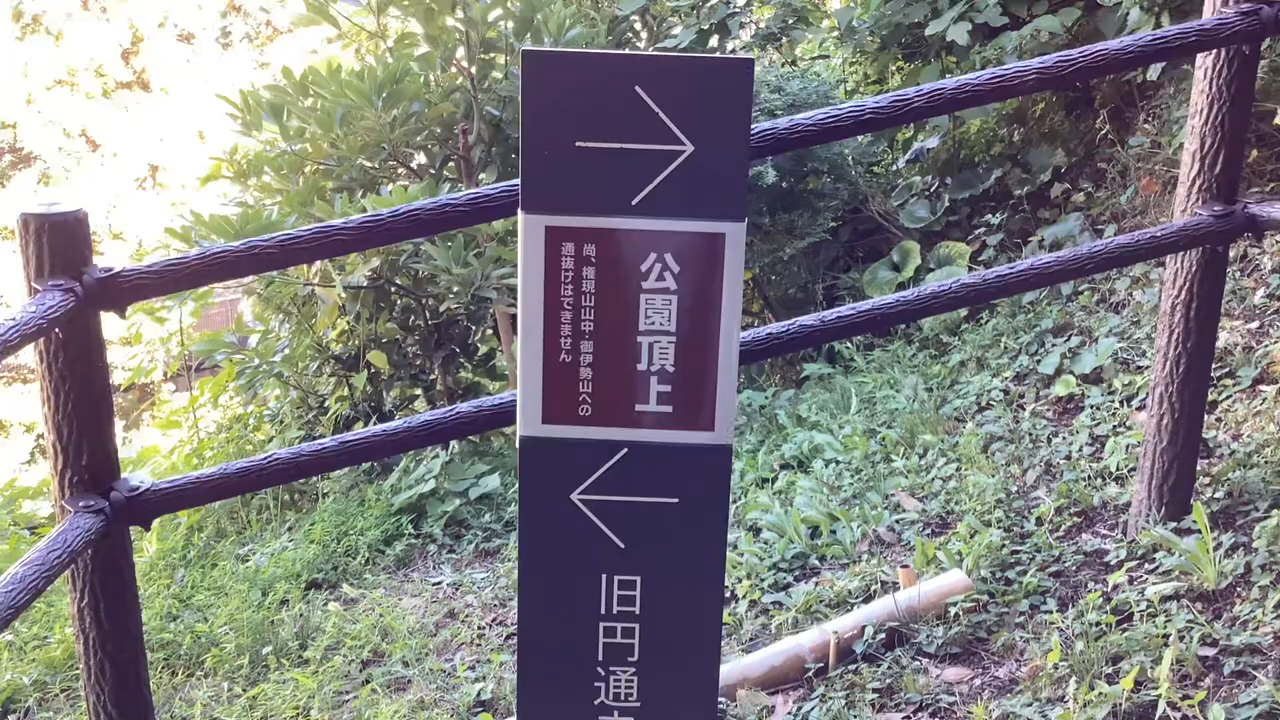 公園頂上
尚、権現山山中・御伊勢山への
通抜けはできません
旧円通